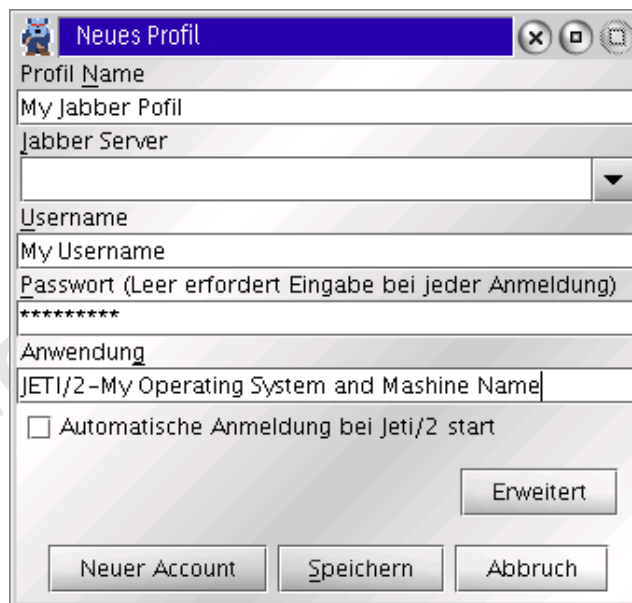 Neues Profil
Profil Name
My Jabber Pofil
Jabber Server
Username
My Username
Passwort (Leer erfordert Eingabe bei jeder Anmeldung)
*********
Anwendung
JETI/2-My Operating System and Mashine Name
Automatische Anmeldung bei Jeti/2 start
Erweitert
Neuer Account Speichern Abbruch